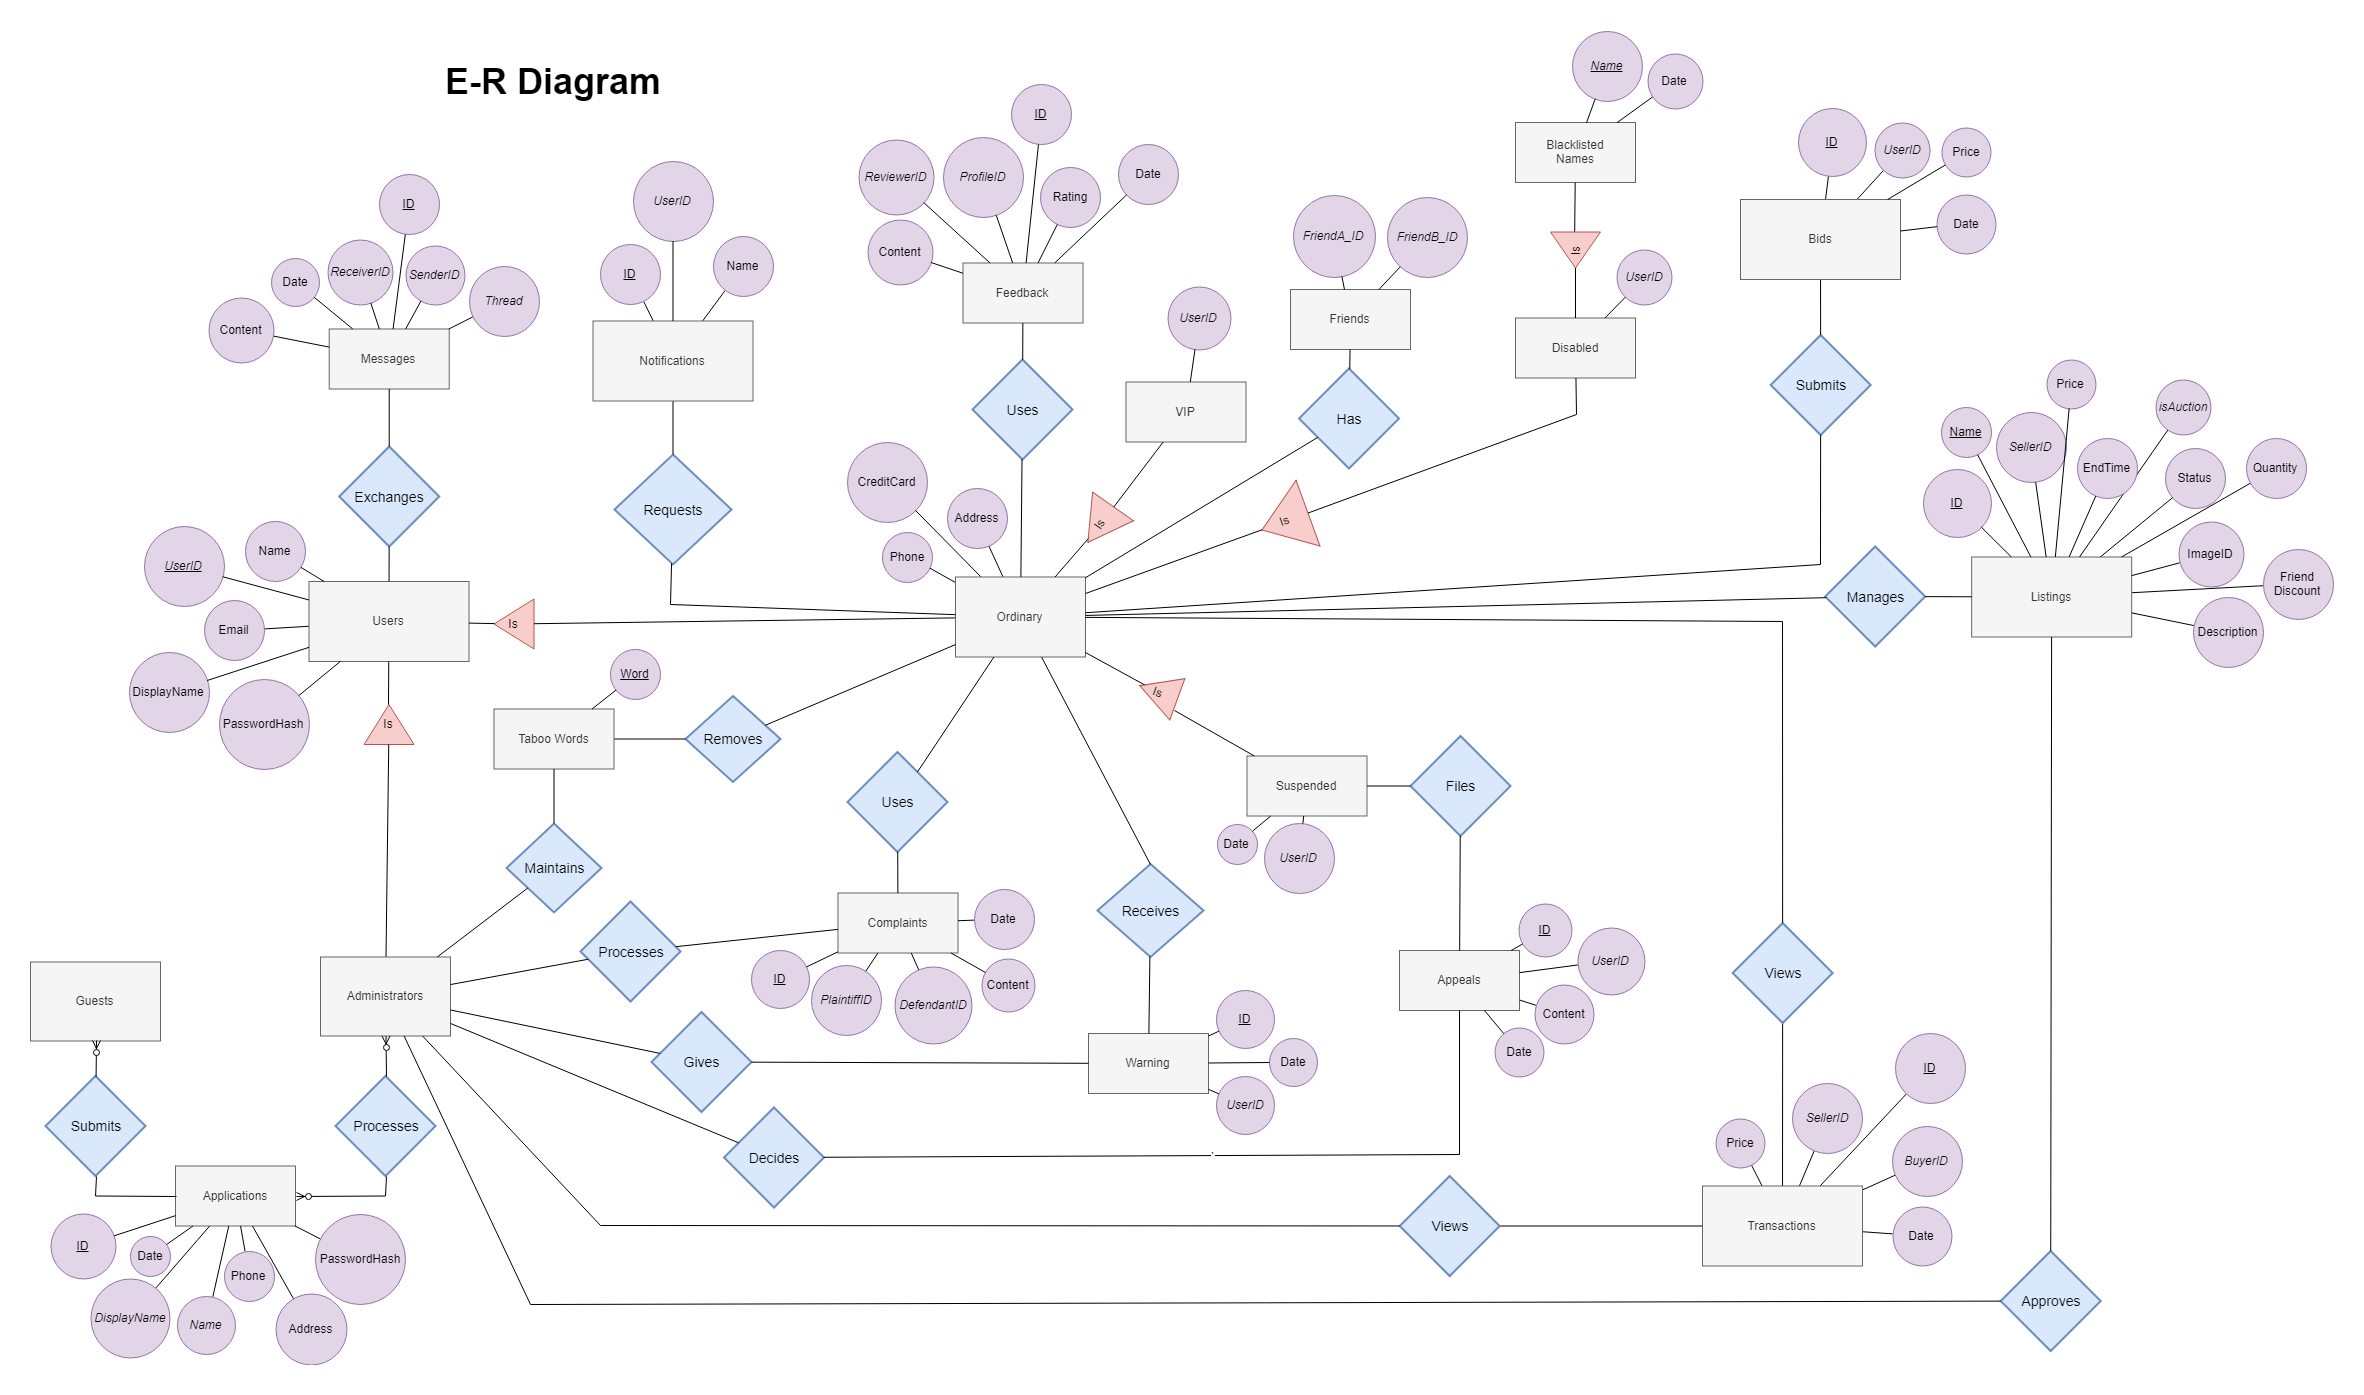 E-R Diagram
Name
Date
Blacklisted
Names
Is
Disabled
UserID
ID
UserID
Price
Date
Bids
Submits
ID
ReviewerID
ProfileID
Rating
Date
Content
Feedback
Uses
FriendA_ID
FriendB_ID
Friends
Has
UserID
VIP
Is
Is
UserID
ID
Name
Notifications
Requests
ID
Date
ReceiverID
SenderID
Thread
Content
Messages
Exchanges
CreditCard
Address
Phone
Ordinary
UserID
Name
Email
DisplayName
PasswordHash
Users
Is
Is
Price
isAuction
Name
SellerID
EndTime
Status
Quantity
ID
ImageID
Friend
Discount
Description
Listings
Manages
Word
Taboo Words
Removes
Maintains
Uses
Is
Suspended
Date
UserID
Files
Receives
Complaints
Date
ID
PlaintiffID
DefendantID
Content
Processes
Guests
Administrators
Submits
Processes
Gives
Warning
ID
Date
UserID
Appeals
ID
UserID
Content
Date
Views
Decides
Applications
ID
Date
DisplayName
Name
Phone
Address
PasswordHash
Views
Price
SellerID
ID
BuyerID
Date
Transactions
Approves